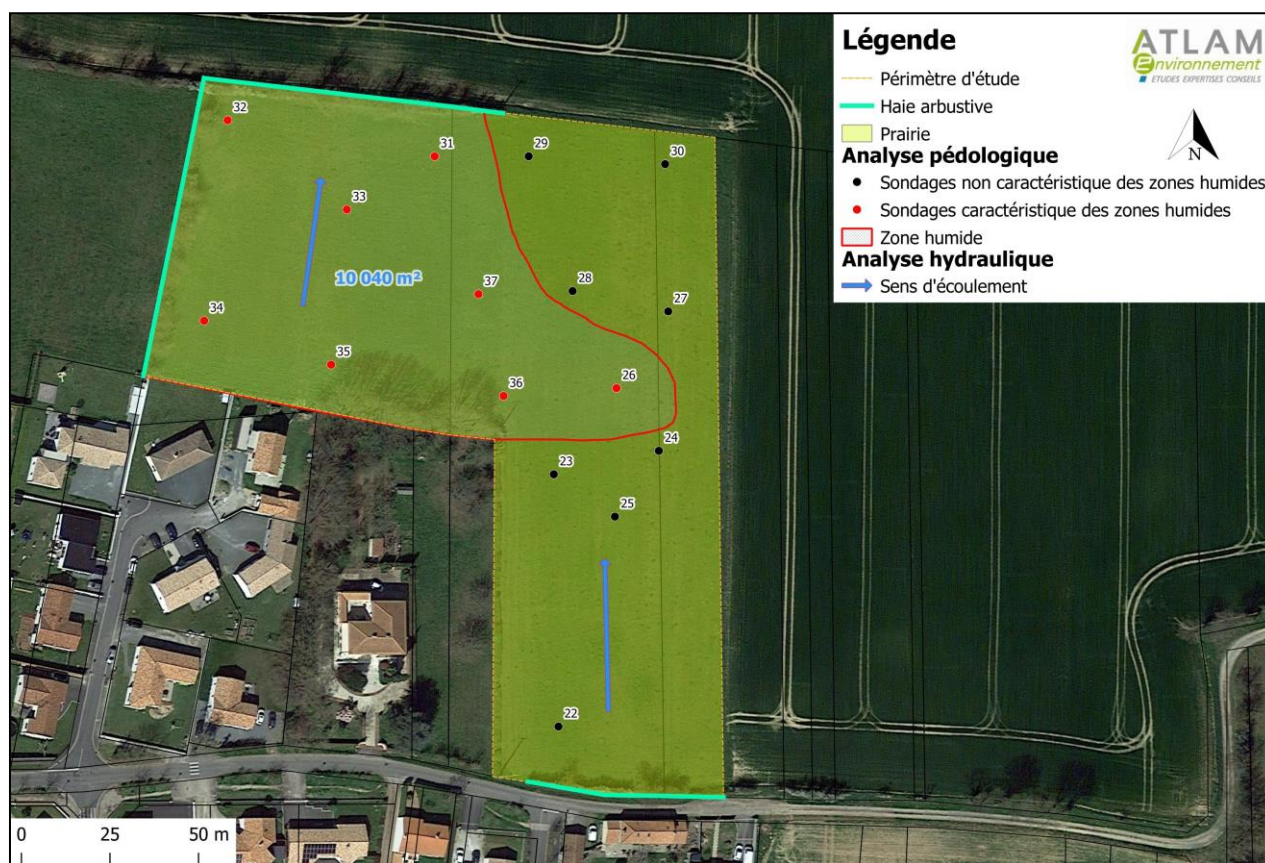 Légende
ATLAM
environnement
ETUDES EXPERTISES CONSEILS
Périmètre d'étude
Haie arbustive
Prairie
Analyse pédologique
Sondages non caractéristique des zones humides
Sondages caractéristique des zones humides
Zone humide
Analyse hydraulique
Sens d'écoulement
N
32
31
29
30
33
10 040 m²
37
28
27
34
35
36
26
24
23
25
22
0 25 50 m